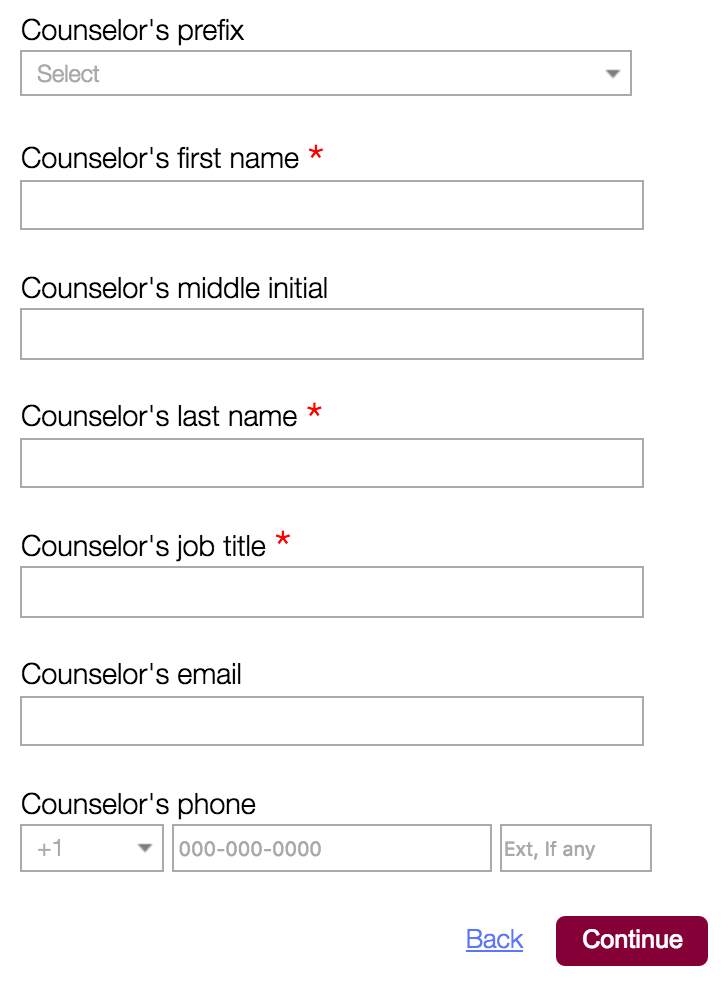 Counselor's prefix
Select
Counselor's first name *
Counselor's middle initial
Counselor's last name *
Counselor's job title *
Counselor's email
Counselor's phone
+1 000-000-0000 Ext, If any
Back Continue